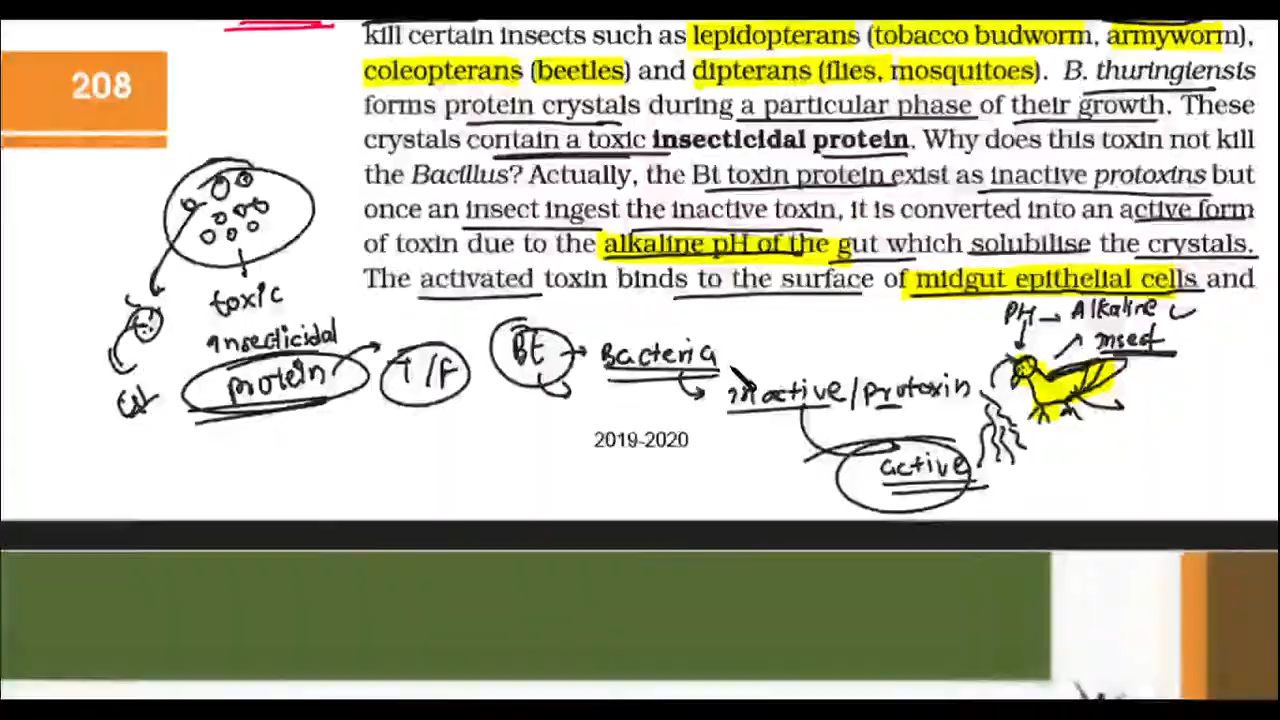 kill certain insects such as lepidopterans (tobacco budworm, armyworm),
208
coleopterans (beetles) and dipterans (flies, mosquitoes). B. thuringiensis
forms protein crystals during a particular phase of their growth. These
crystals contain a toxic insecticidal protein. Why does this toxin not kill
the Bacillus? Actually, the Bt toxin protein exist as inactive protoxins but
once an insect ingest the inactive toxin, it is converted into an active form
of toxin due to the alkaline pH of the gut which solubilise the crystals.
The activated toxin binds to the surface of midgut epithelial cells and
toxic
insecticidal
protein
T/F
Bt → Bacteria
inactive/protoxin
active
PH → Alkaline
insect
2019-2020